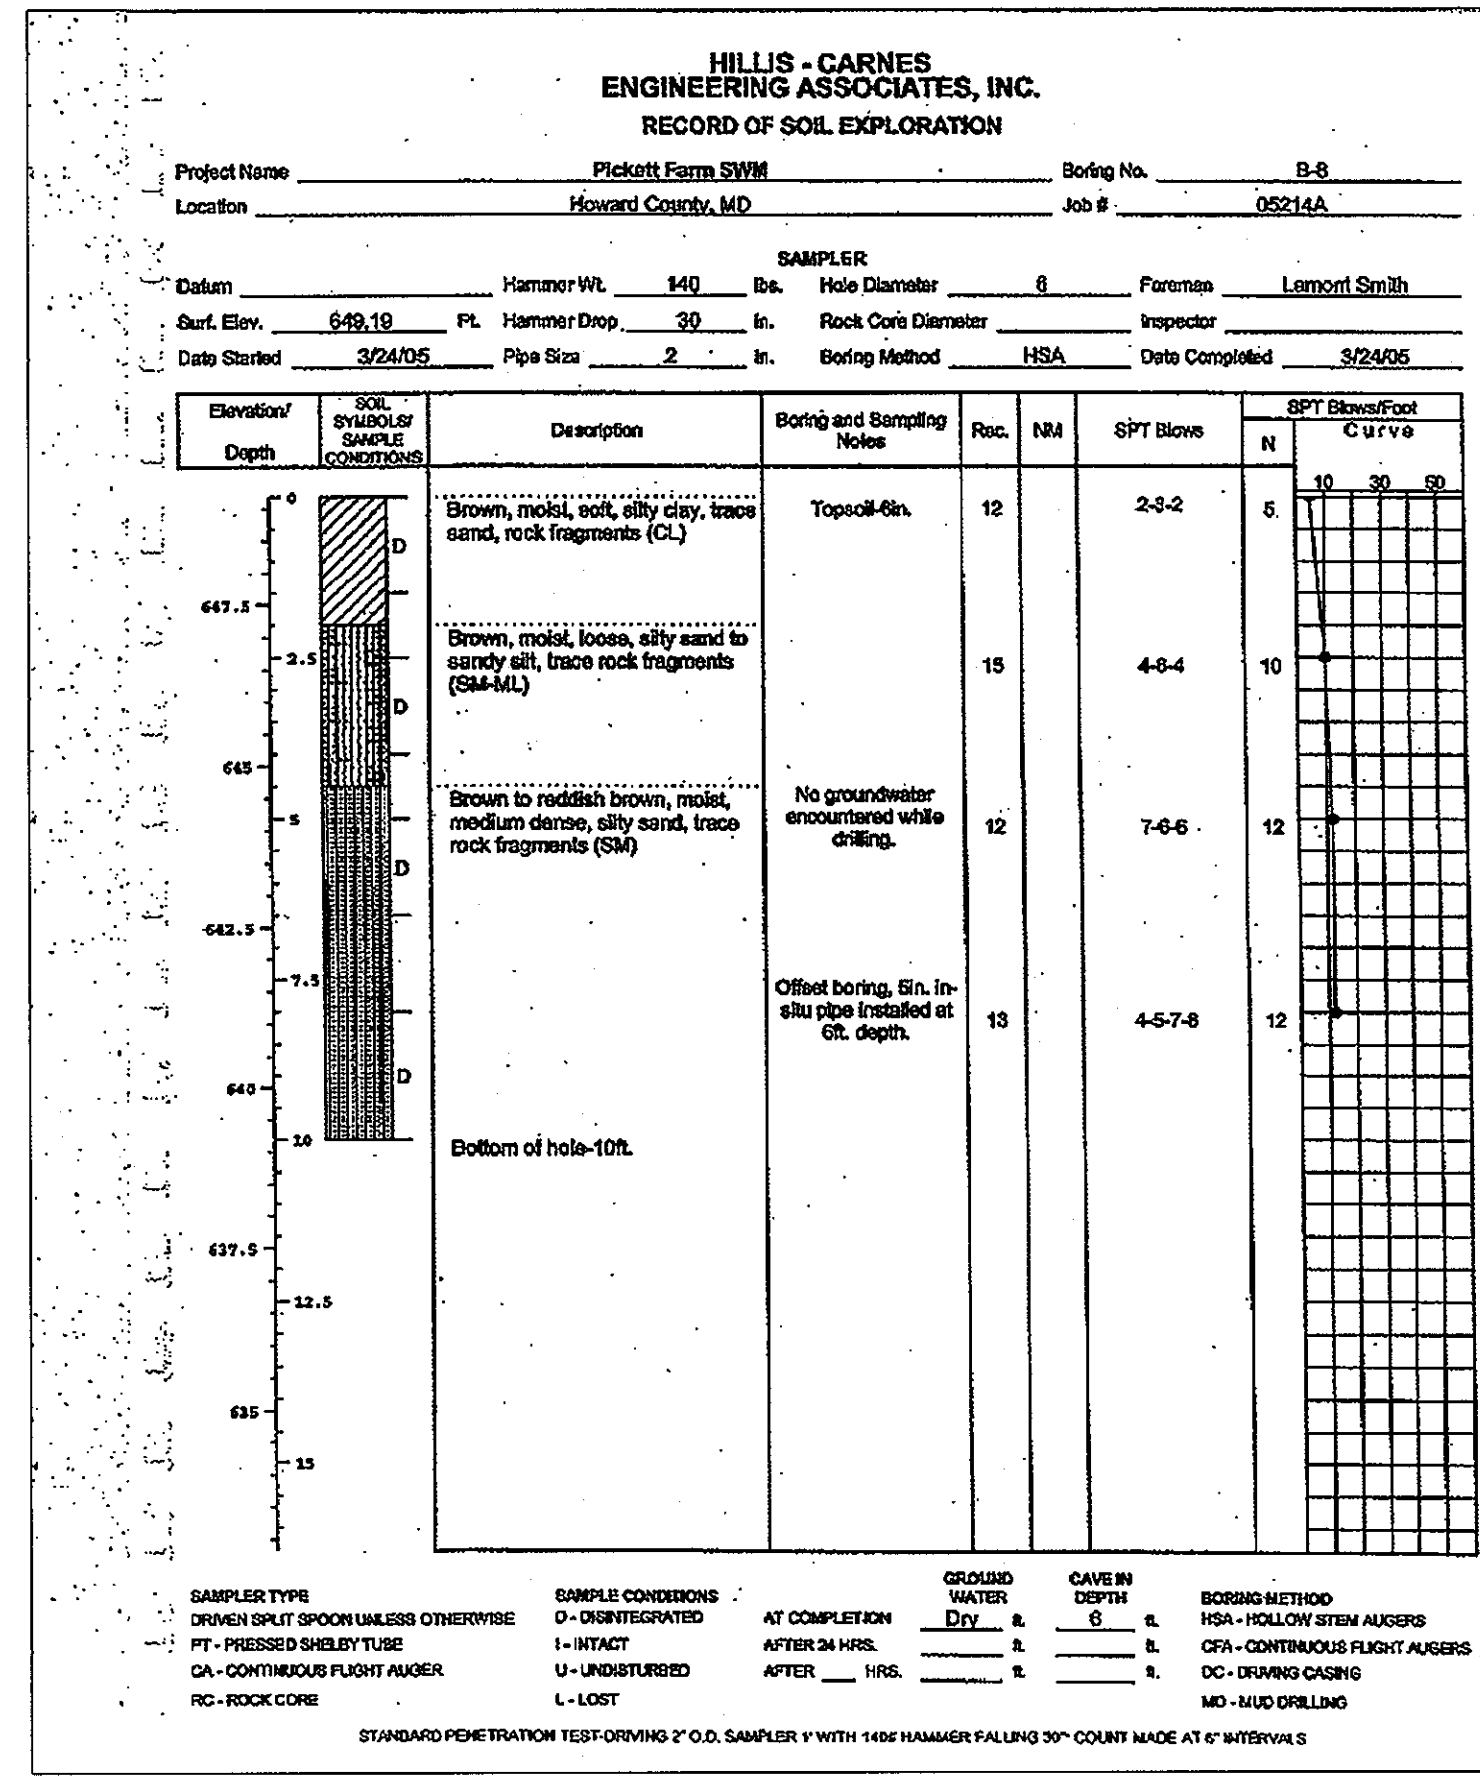 HILLIS - CARNES
ENGINEERING ASSOCIATES, INC.
RECORD OF SOIL EXPLORATION
Project Name Pickett Farm SWM Boring No. B-8
Location Howard County, MD Job # 05214A
SAMPLER
Datum Hammer Wt. 140 lbs. Hole Diameter 6 Foreman Lamont Smith
Surf. Elev. 649.19 Ft. Hammer Drop 30 in. Rock Core Diameter Inspector
Date Started 3/24/05 Pipe Size 2 in. Boring Method HSA Date Completed 3/24/05
Elevation/ Depth
SOIL SYMBOLS/ SAMPLE CONDITIONS
Description
Boring and Sampling Notes
Rec. NM SPT Blows
SPT Blows/Foot
N Curve
10 30 50
0
Brown, moist, soft, silty clay, trace Topsoil-6in. 12 2-3-2 5
sand, rock fragments (CL)
D
647.5
Brown, moist, loose, silty sand to
2.5 sandy silt, trace rock fragments 15 4-6-4 10
(SM-ML)
D
645
Brown to reddish brown, moist, No groundwater
5 medium dense, silty sand, trace encountered while 12 7-6-6 12
rock fragments (SM) drilling.
D
642.5
7.5
Offset boring, 5in. in-
situ pipe installed at 13 4-5-7-8 12
6ft. depth.
D
640
10 Bottom of hole-10ft.
637.5
12.5
635
15
GROUND WATER CAVE IN DEPTH
SAMPLER TYPE SAMPLE CONDITIONS BORING METHOD
DRIVEN SPLIT SPOON UNLESS OTHERWISE D - DISINTEGRATED AT COMPLETION Dry ft. 6 ft. HSA - HOLLOW STEM AUGERS
PT - PRESSED SHELBY TUBE I - INTACT AFTER 24 HRS. ft. ft. CFA - CONTINUOUS FLIGHT AUGERS
CA - CONTINUOUS FLIGHT AUGER U - UNDISTURBED AFTER HRS. ft. ft. DC - DRIVING CASING
RC - ROCK CORE L - LOST MD - MUD DRILLING
STANDARD PENETRATION TEST-DRIVING 2" O.D. SAMPLER 1' WITH 140# HAMMER FALLING 30": COUNT MADE AT 6" INTERVALS